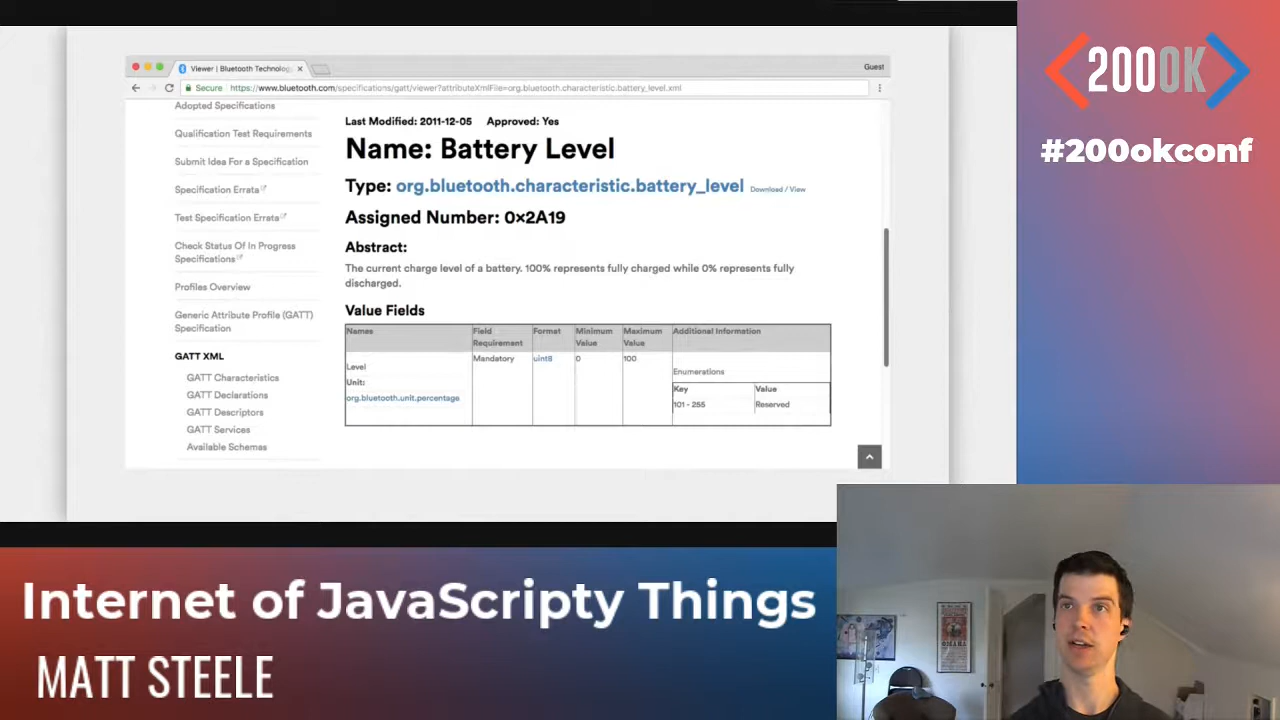 Viewer | Bluetooth Technolog
Guest
Secure
https://www.bluetooth.com/specifications/gatt/viewer?attributeXmlFile=org.bluetooth.characteristic.battery_level.xml
Adopted Specifications
Qualification Test Requirements
Submit Idea For a Specification
Specification Errata
Test Specification Errata
Check Status Of In Progress
Specifications
Profiles Overview
Generic Attribute Profile (GATT)
Specification
GATT XML
GATT Characteristics
GATT Declarations
GATT Descriptors
GATT Services
Available Schemas
Last Modified: 2011-12-05 Approved: Yes
Name: Battery Level
Type: org.bluetooth.characteristic.battery_level Download / View
Assigned Number: 0×2A19
Abstract:
The current charge level of a battery. 100% represents fully charged while 0% represents fully
discharged.
Value Fields
Names
Field
Requirement
Format
Minimum
Value
Maximum
Value
Additional Information
Level
Unit:
org.bluetooth.unit.percentage
Mandatory
uint8
0
100
Enumerations
Key
Value
101 - 255
Reserved
200OK
#200okconf
Internet of JavaScripty Things
MATT STEELE
OMAHA